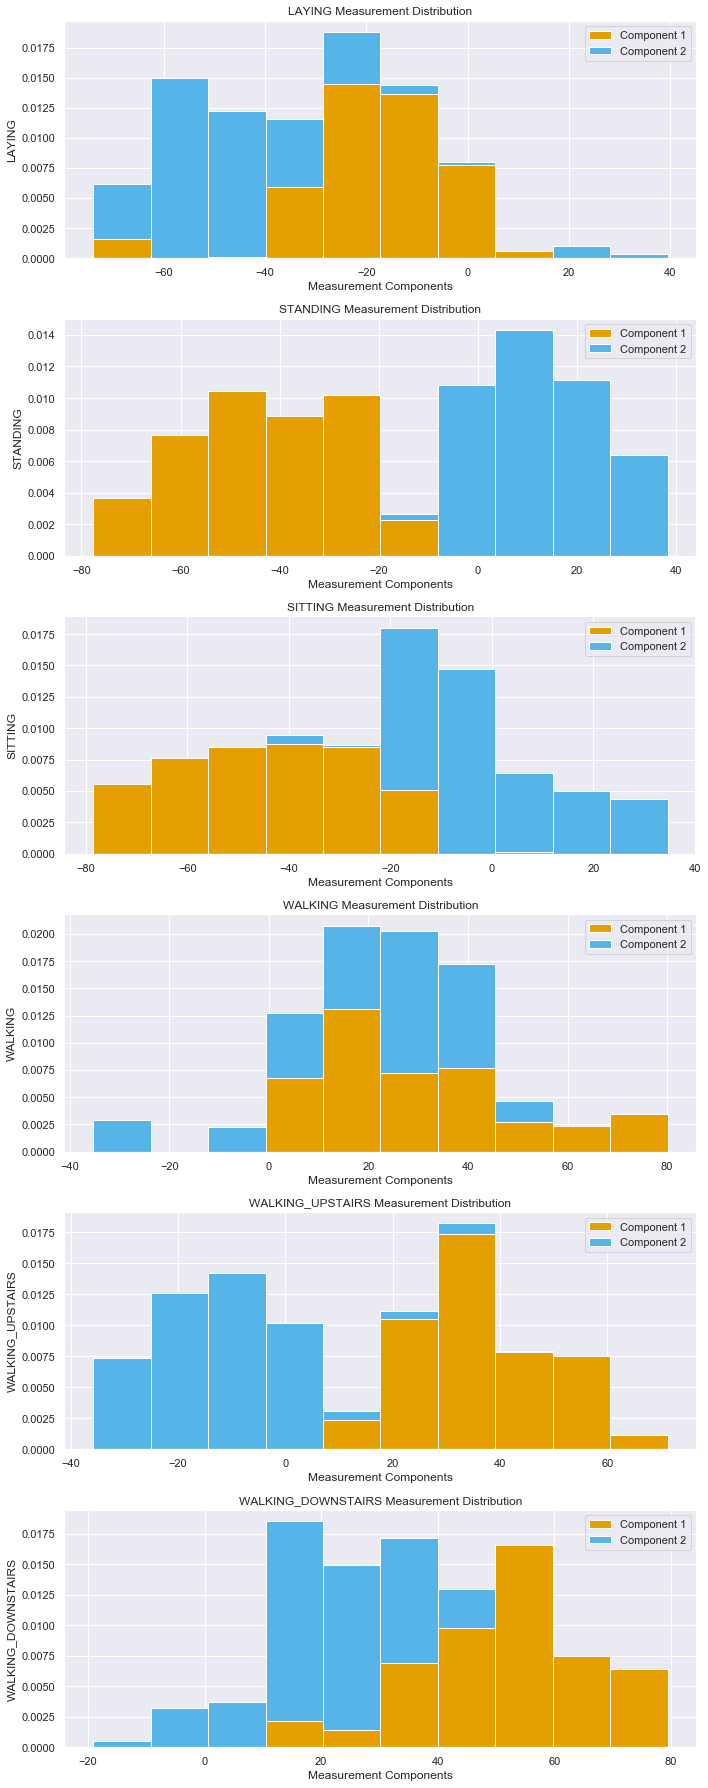 LAYING Measurement Distribution
Component 1
Component 2
0.0175
0.0150
0.0125
0.0100
0.0075
0.0050
0.0025
0.0000
LAYING
−60 −40 −20 0 20 40
Measurement Components
STANDING Measurement Distribution
Component 1
Component 2
0.014
0.012
0.010
0.008
0.006
0.004
0.002
0.000
STANDING
−80 −60 −40 −20 0 20 40
Measurement Components
SITTING Measurement Distribution
Component 1
Component 2
0.0175
0.0150
0.0125
0.0100
0.0075
0.0050
0.0025
0.0000
SITTING
−80 −60 −40 −20 0 20 40
Measurement Components
WALKING Measurement Distribution
Component 1
Component 2
0.0200
0.0175
0.0150
0.0125
0.0100
0.0075
0.0050
0.0025
0.0000
WALKING
−40 −20 0 20 40 60 80
Measurement Components
WALKING_UPSTAIRS Measurement Distribution
Component 1
Component 2
0.0175
0.0150
0.0125
0.0100
0.0075
0.0050
0.0025
0.0000
WALKING_UPSTAIRS
−40 −20 0 20 40 60
Measurement Components
WALKING_DOWNSTAIRS Measurement Distribution
Component 1
Component 2
0.0175
0.0150
0.0125
0.0100
0.0075
0.0050
0.0025
0.0000
WALKING_DOWNSTAIRS
−20 0 20 40 60 80
Measurement Components